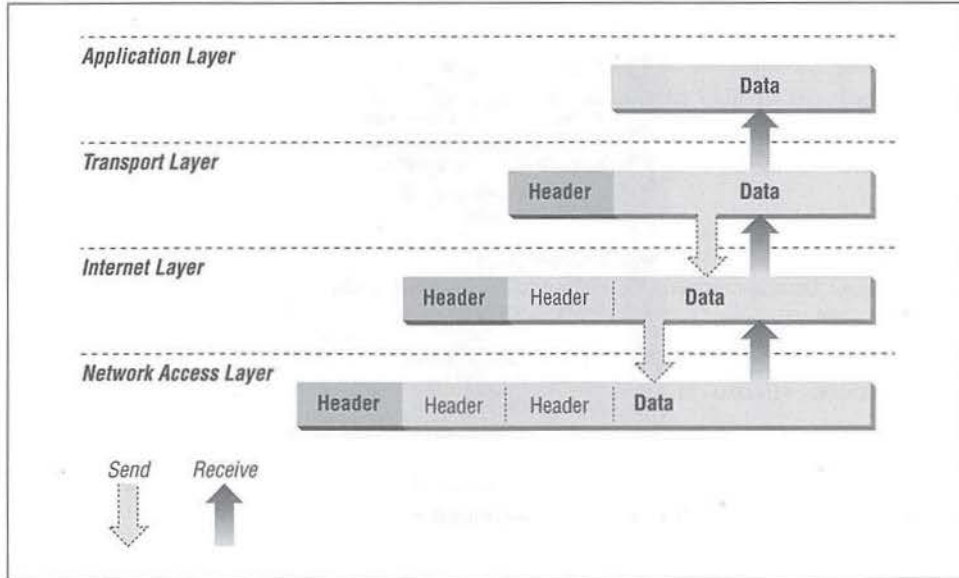 Application Layer
Data
Transport Layer
Header Data
Internet Layer
Header Header Data
Network Access Layer
Header Header Header Data
Send Receive